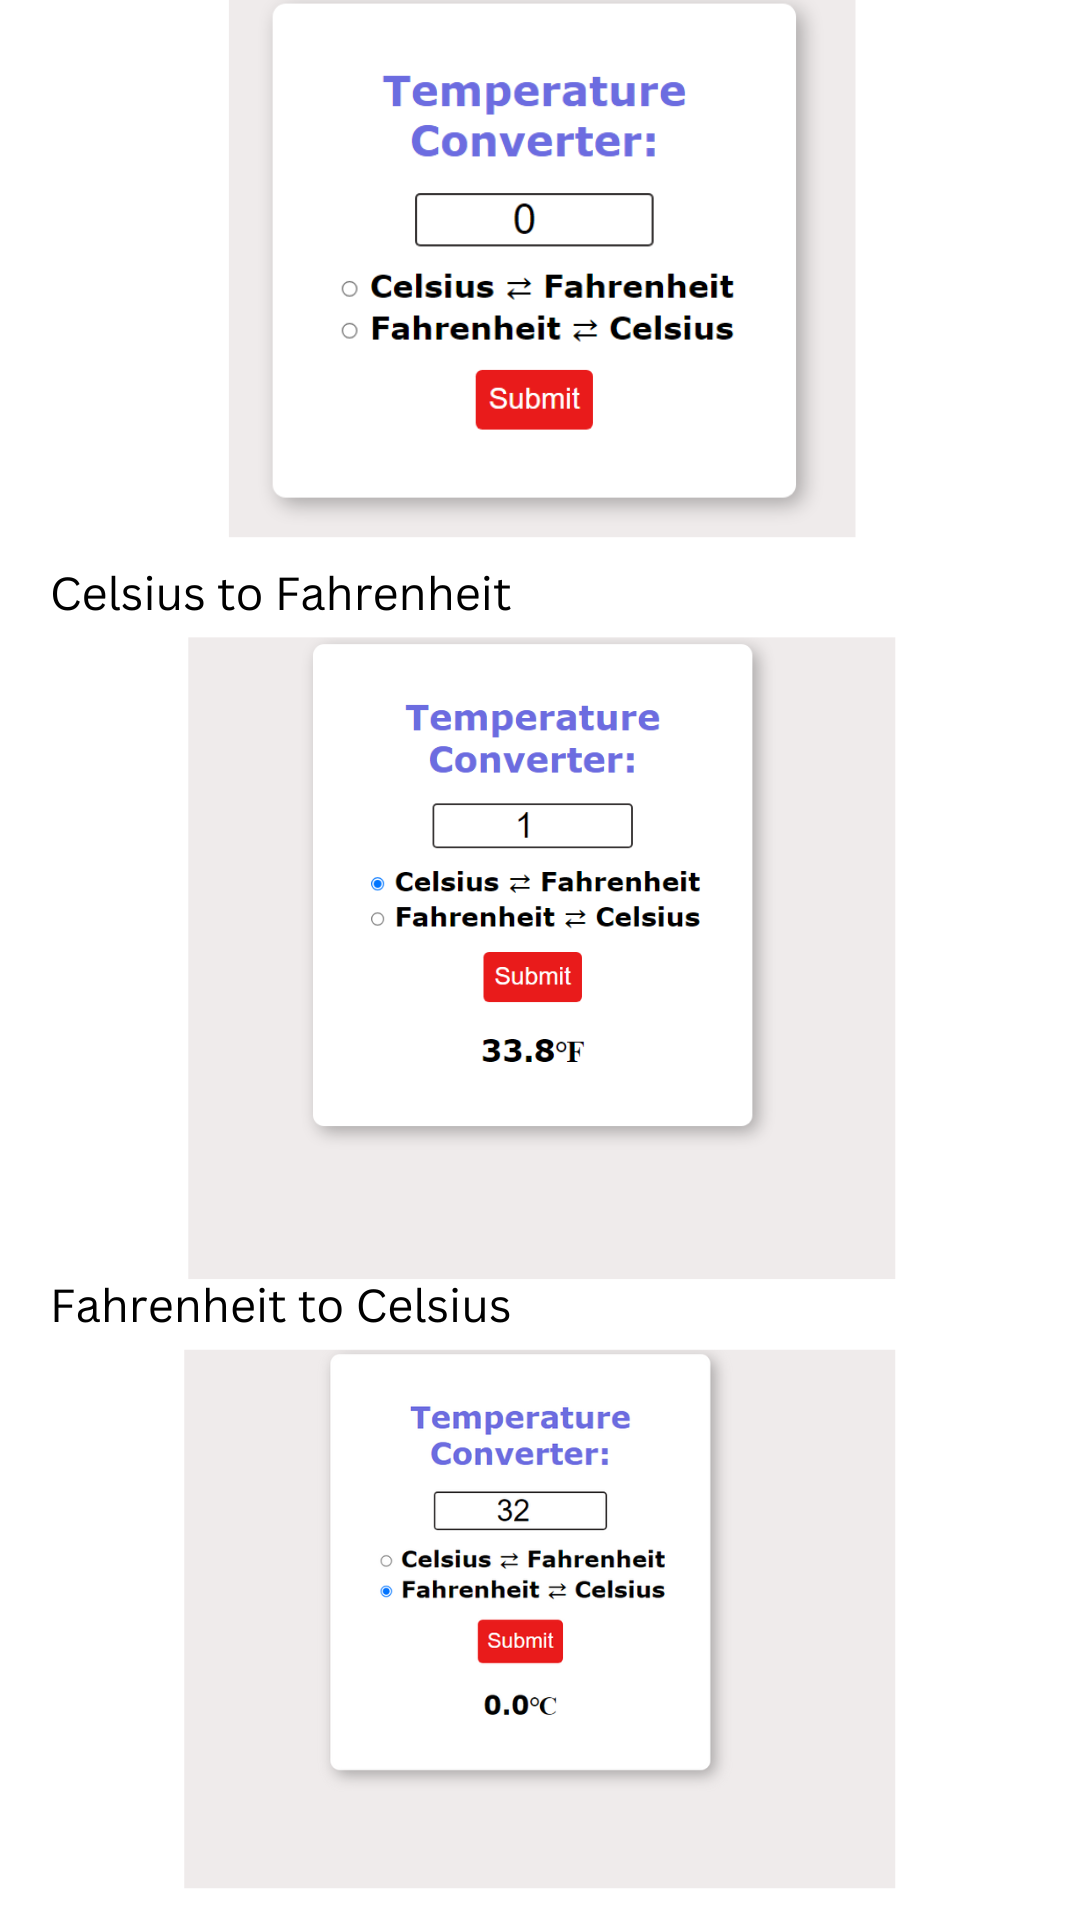 Temperature
Converter:
0
Celsius ⇄ Fahrenheit
Fahrenheit ⇄ Celsius
Submit
Celsius to Fahrenheit
Temperature
Converter:
1
Celsius ⇄ Fahrenheit
Fahrenheit ⇄ Celsius
Submit
33.8°F
Fahrenheit to Celsius
Temperature
Converter:
32
Celsius ⇄ Fahrenheit
Fahrenheit ⇄ Celsius
Submit
0.0°C